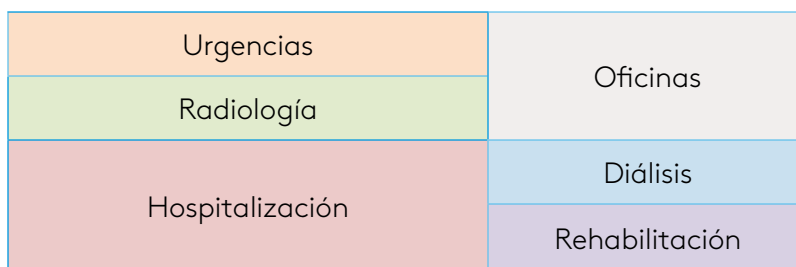 Urgencias
Radiología
Hospitalización
Oficinas
Diálisis
Rehabilitación